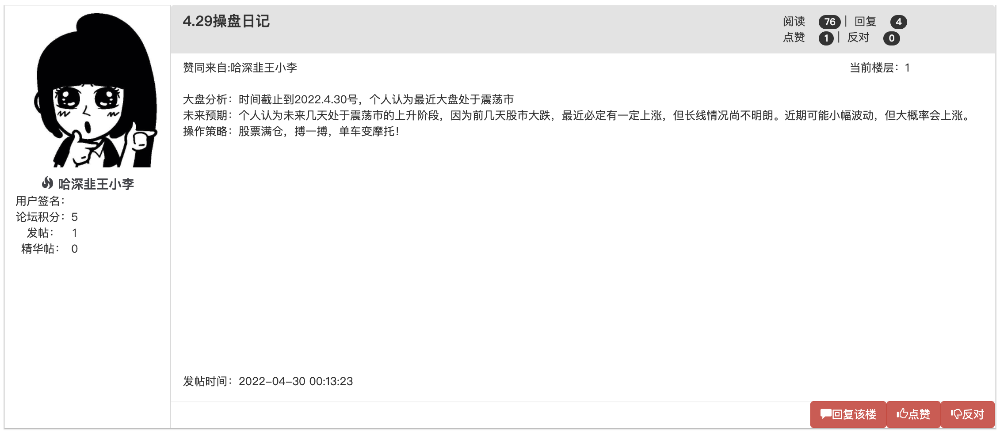 4.29操盘日记
阅读 76 | 回复 4
点赞 1 | 反对 0
赞同来自:哈深韭王小李
当前楼层：1
大盘分析：时间截止到2022.4.30号，个人认为最近大盘处于震荡市
未来预期：个人认为未来几天处于震荡市的上升阶段，因为前几天股市大跌，最近必定有一定上涨，但长线情况尚不明朗。近期可能小幅波动，但大概率会上涨。
操作策略：股票满仓，搏一搏，单车变摩托！
哈深韭王小李
用户签名：
论坛积分：5
发帖： 1
精华帖： 0
发帖时间：2022-04-30 00:13:23
回复该楼 点赞 反对